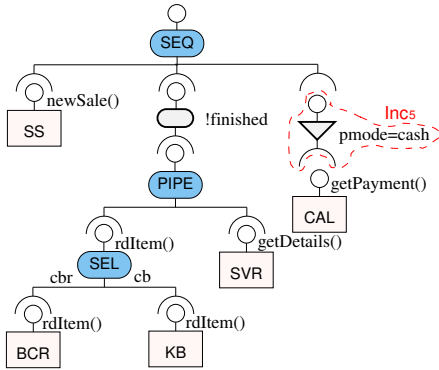 SEQ
newSale()
SS
!finished
Inc5
pmode=cash
PIPE
getPayment()
CAL
rdItem()
getDetails()
SEL
SVR
cbr
cb
rdItem()
rdItem()
BCR
KB